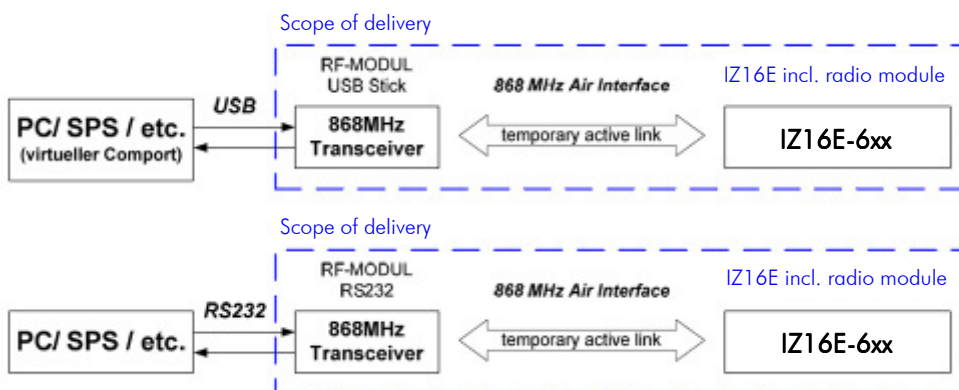 Scope of delivery
RF-MODUL
USB Stick
868 MHz Air Interface
IZ16E incl. radio module
PC/ SPS / etc.
(virtueller Comport)
USB
868MHz
Transceiver
temporary active link
IZ16E-6xx
Scope of delivery
RF-MODUL
RS232
868 MHz Air Interface
IZ16E incl. radio module
PC/ SPS / etc.
RS232
868MHz
Transceiver
temporary active link
IZ16E-6xx